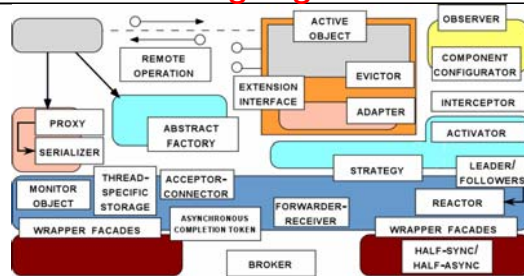 ACTIVE
OBJECT
OBSERVER
REMOTE
OPERATION
COMPONENT
CONFIGURATOR
EVICTOR
EXTENSION
INTERFACE
INTERCEPTOR
ADAPTER
PROXY
ABSTRACT
FACTORY
ACTIVATOR
SERIALIZER
STRATEGY
LEADER/
FOLLOWERS
MONITOR
OBJECT
THREAD-
SPECIFIC
STORAGE
ACCEPTOR-
CONNECTOR
REACTOR
FORWARDER-
RECEIVER
ASYNCHRONOUS
COMPLETION TOKEN
WRAPPER FACADES
WRAPPER FACADES
HALF-SYNC/
HALF-ASYNC
BROKER